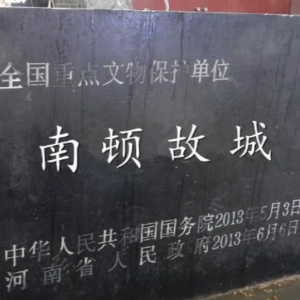 全国重点文物保护单位
南顿故城
中华人民共和国国务院2013年5月3日
河南省人民政府2013年6月6日